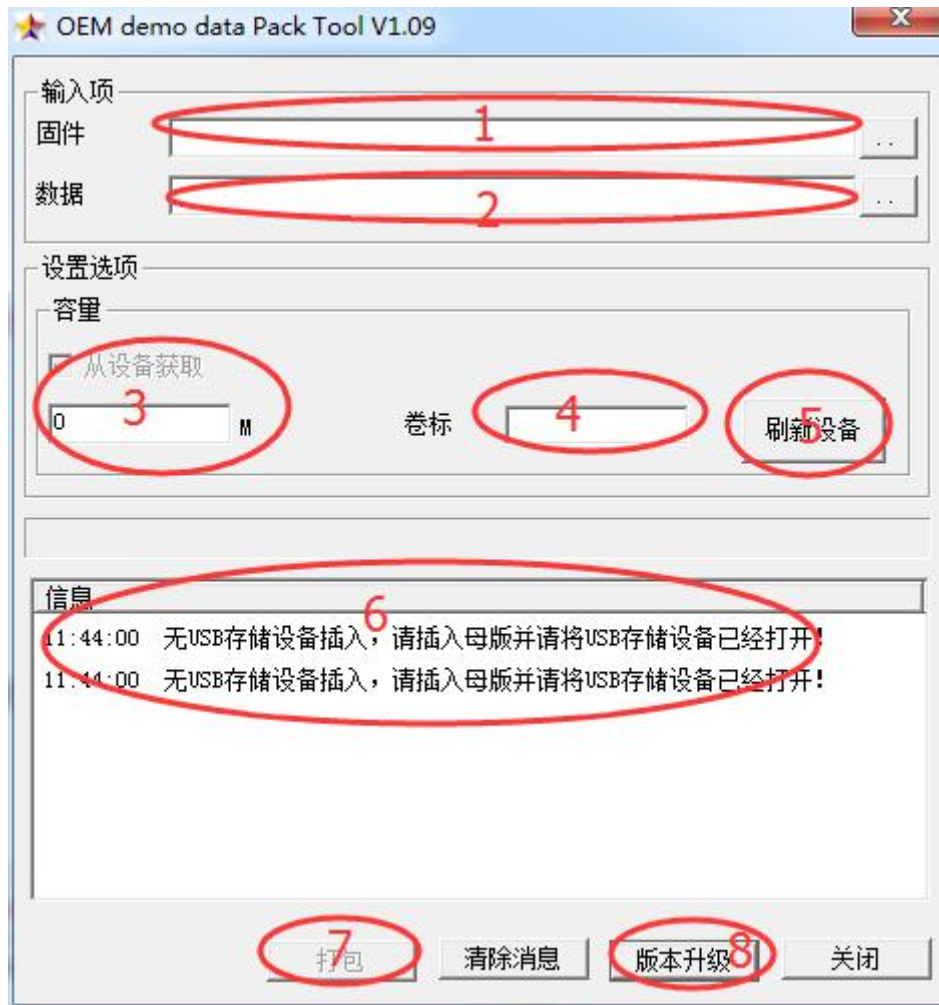 OEM demo data Pack Tool V1.09
输入项
固件 1 ..
数据 2 ..
设置选项
容里
从设备获取
3 0 M 卷标 4 刷新设备 5
信息 6
11:44:00 无USB存储设备插入，请插入母版并请将USB存储设备已经打开！
11:44:00 无USB存储设备插入，请插入母版并请将USB存储设备已经打开！
打包 7 清除消息 版本升级 8 关闭